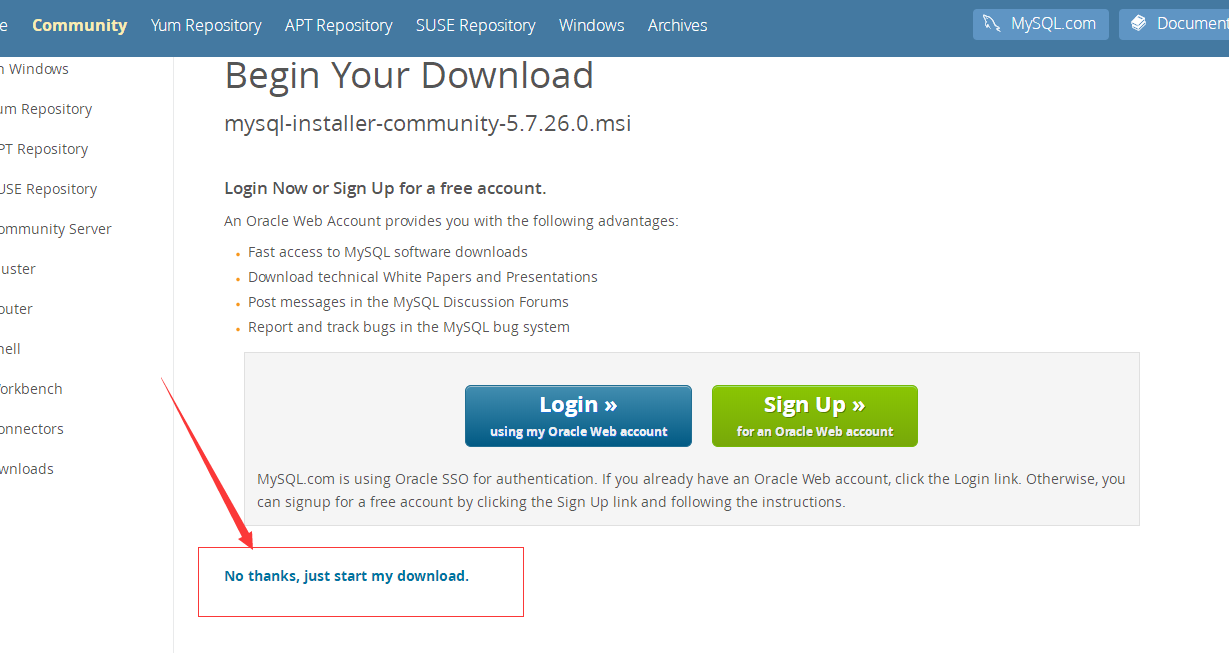 e Community Yum Repository APT Repository SUSE Repository Windows Archives MySQL.com Document
n Windows
um Repository
PT Repository
USE Repository
ommunity Server
uster
outer
hell
orkbench
onnectors
wnloads
Begin Your Download
mysql-installer-community-5.7.26.0.msi
Login Now or Sign Up for a free account.
An Oracle Web Account provides you with the following advantages:
Fast access to MySQL software downloads
Download technical White Papers and Presentations
Post messages in the MySQL Discussion Forums
Report and track bugs in the MySQL bug system
Login »
using my Oracle Web account
Sign Up »
for an Oracle Web account
MySQL.com is using Oracle SSO for authentication. If you already have an Oracle Web account, click the Login link. Otherwise, you
can signup for a free account by clicking the Sign Up link and following the instructions.
No thanks, just start my download.